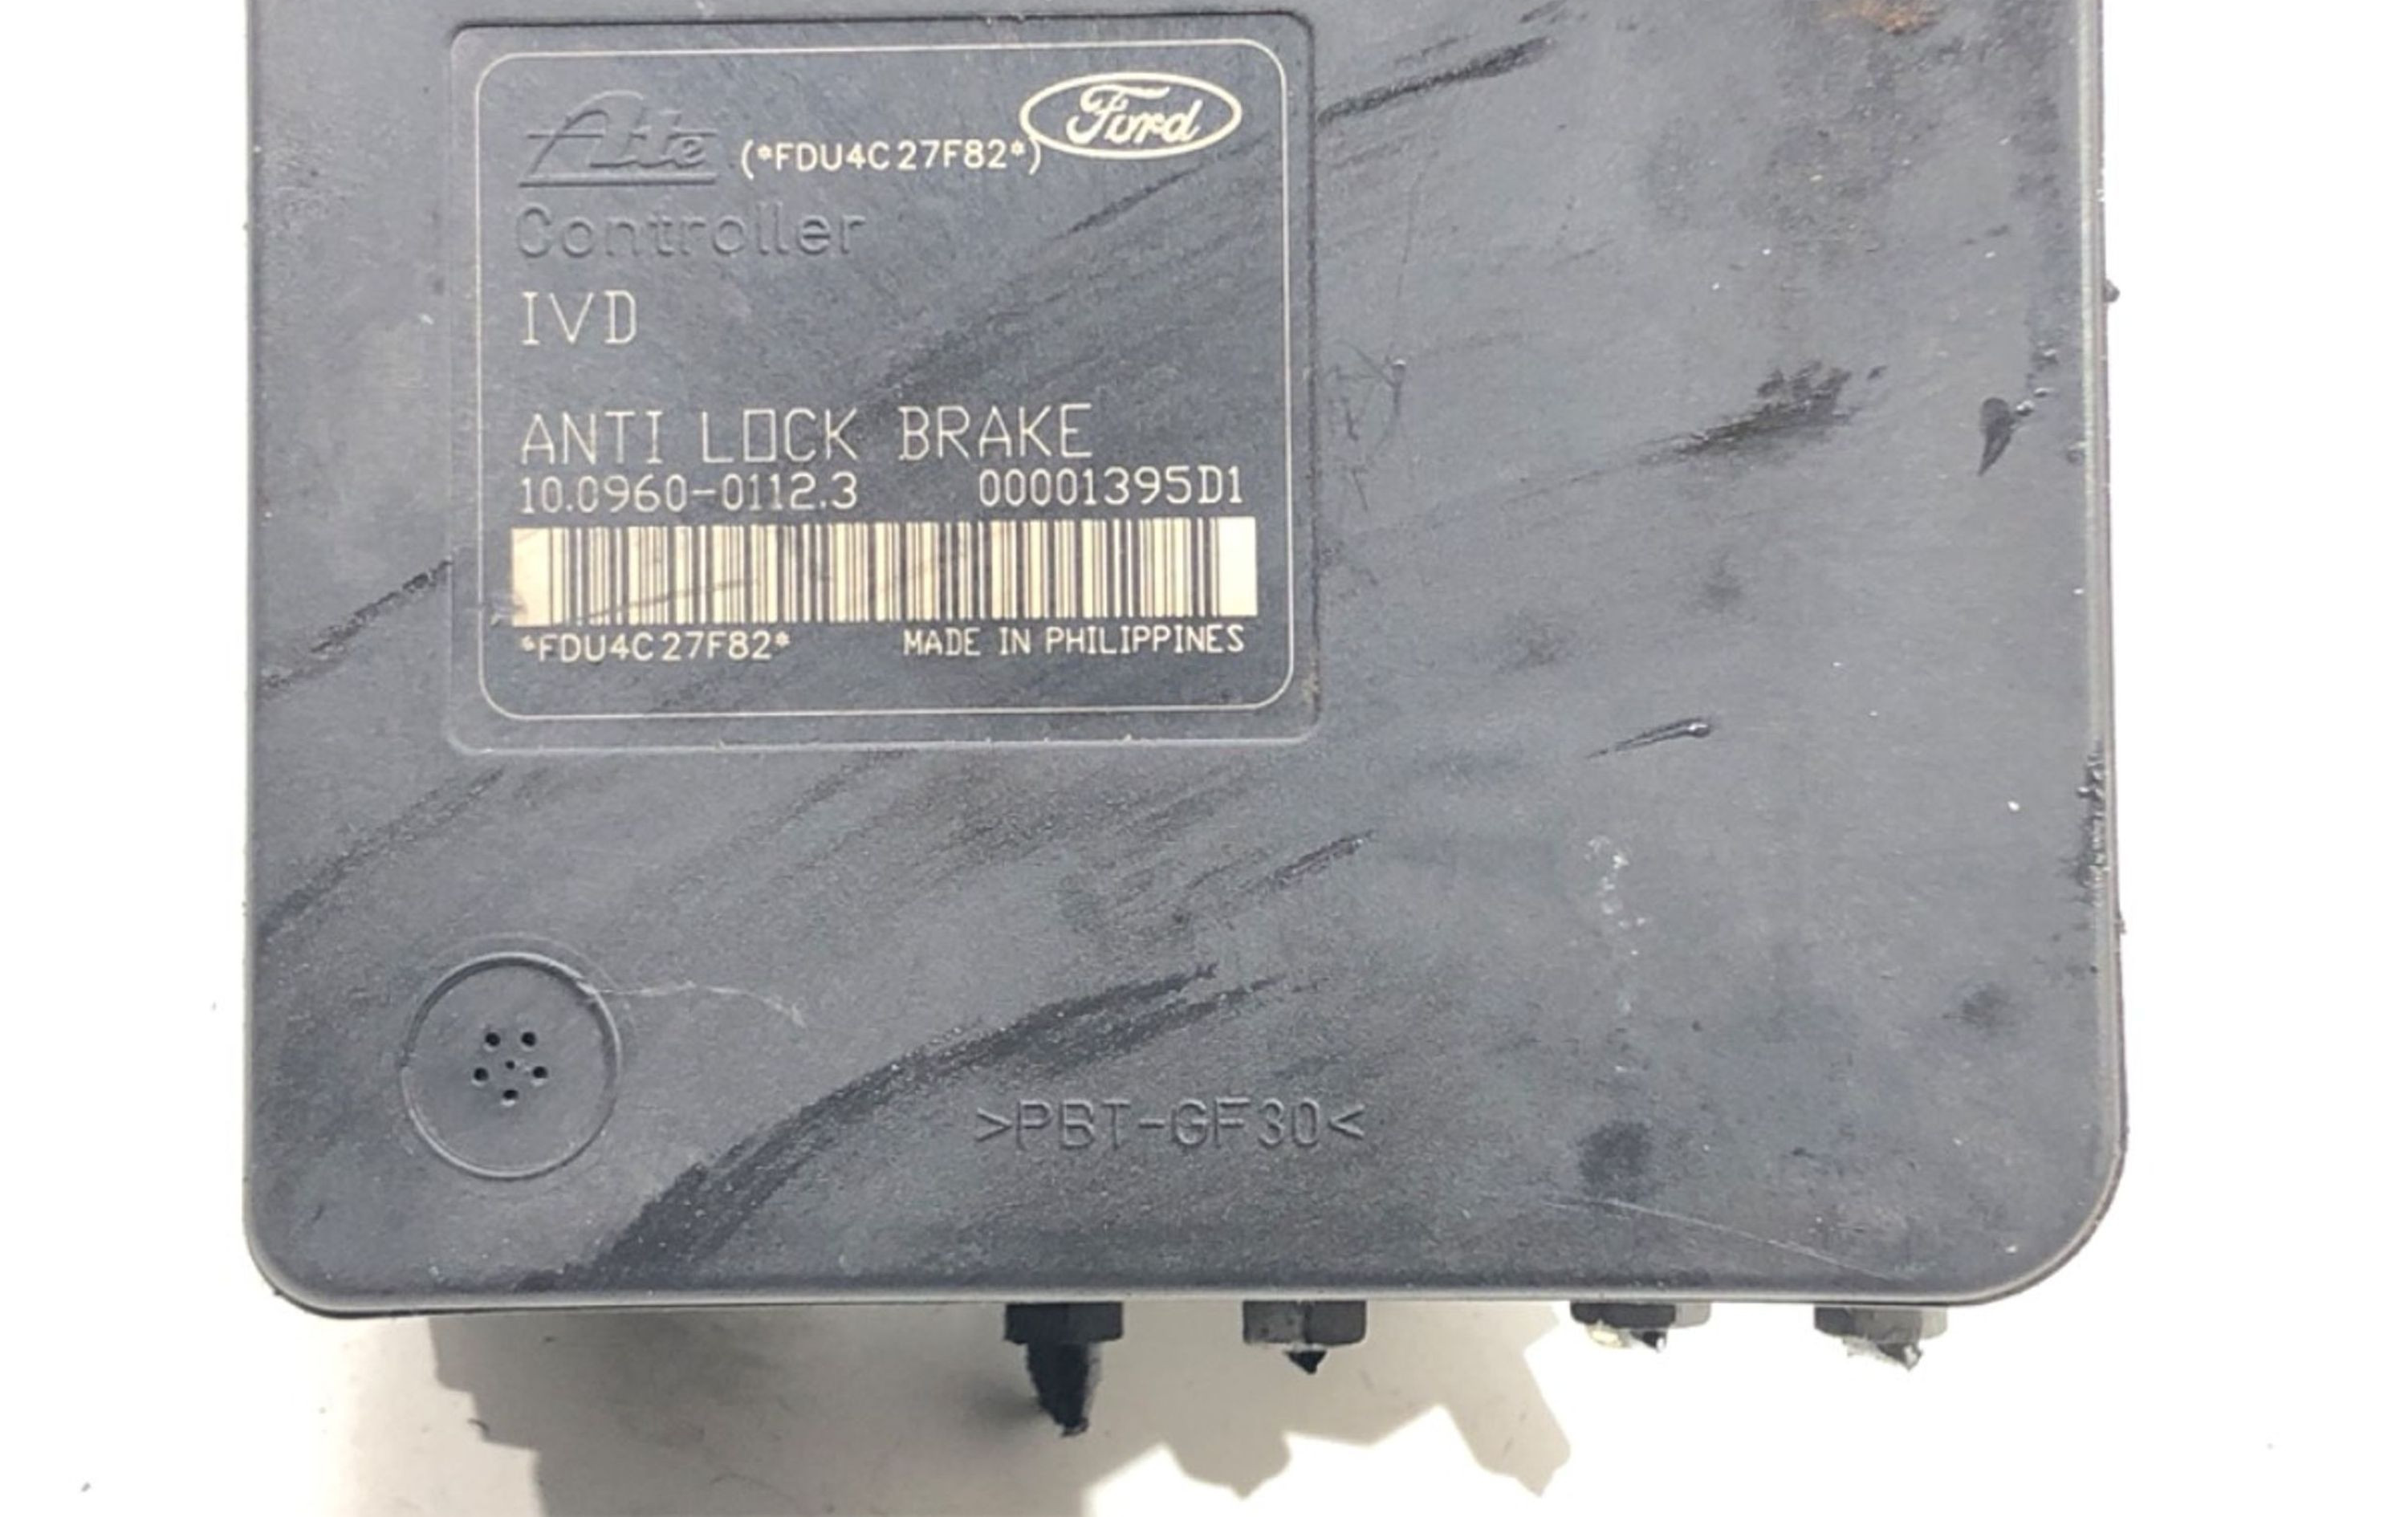 Ate (*FDU4C27F82*) Ford
Controller
IVD
ANTI LOCK BRAKE
10.0960-0112.3 00001395D1
*FDU4C27F82* MADE IN PHILIPPINES
>PBT-GF30<